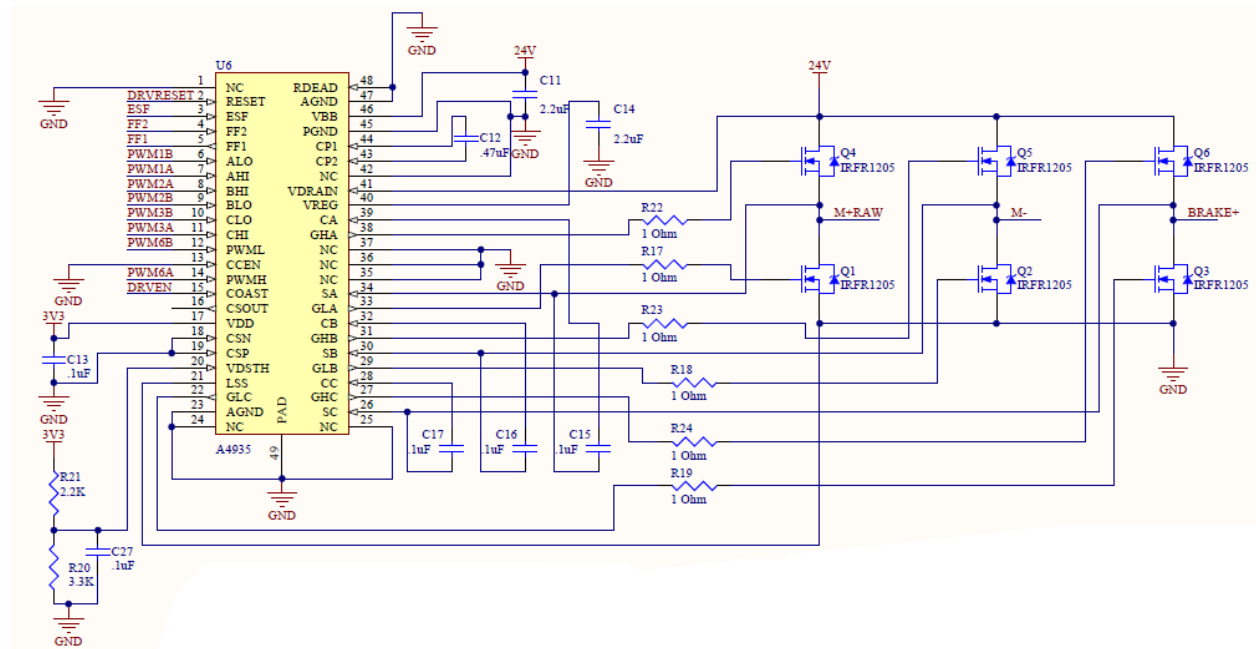 GND
24V
24V
U6
C11
2.2uF
C14
2.2uF
C12
.47uF
GND
GND
GND
1 NC RDEAD 48
DRVRESET 2 RESET AGND 47
ESF 3 ESF VBB 46
FF2 4 FF2 PGND 45
FF1 5 FF1 CP1 44
PWM1B 6 ALO CP2 43
PWM1A 7 AHI NC 42
PWM2A 8 BHI VDRAIN 41
PWM2B 9 BLO VREG 40
PWM3B 10 CLO CA 39
PWM3A 11 CHI GHA 38
PWM6B 12 PWML NC 37
13 CCEN NC 36
PWM6A 14 PWMH NC 35
DRVEN 15 COAST SA 34
16 CSOUT GLA 33
17 VDD CB 32
18 CSN GHB 31
19 CSP SB 30
20 VDSTH GLB 29
21 LSS CC 28
22 GLC GHC 27
23 AGND SC 26
24 NC NC 25
PAD
49
A4935
GND
GND
GND
3V3
C13
.1uF
GND
3V3
R21
2.2K
R20
3.3K
C27
.1uF
GND
C17
.1uF
C16
.1uF
C15
.1uF
R22
1 Ohm
R17
1 Ohm
R23
1 Ohm
R18
1 Ohm
R24
1 Ohm
R19
1 Ohm
Q4
IRFR1205
Q5
IRFR1205
Q6
IRFR1205
M+RAW
M-
BRAKE+
Q1
IRFR1205
Q2
IRFR1205
Q3
IRFR1205
GND